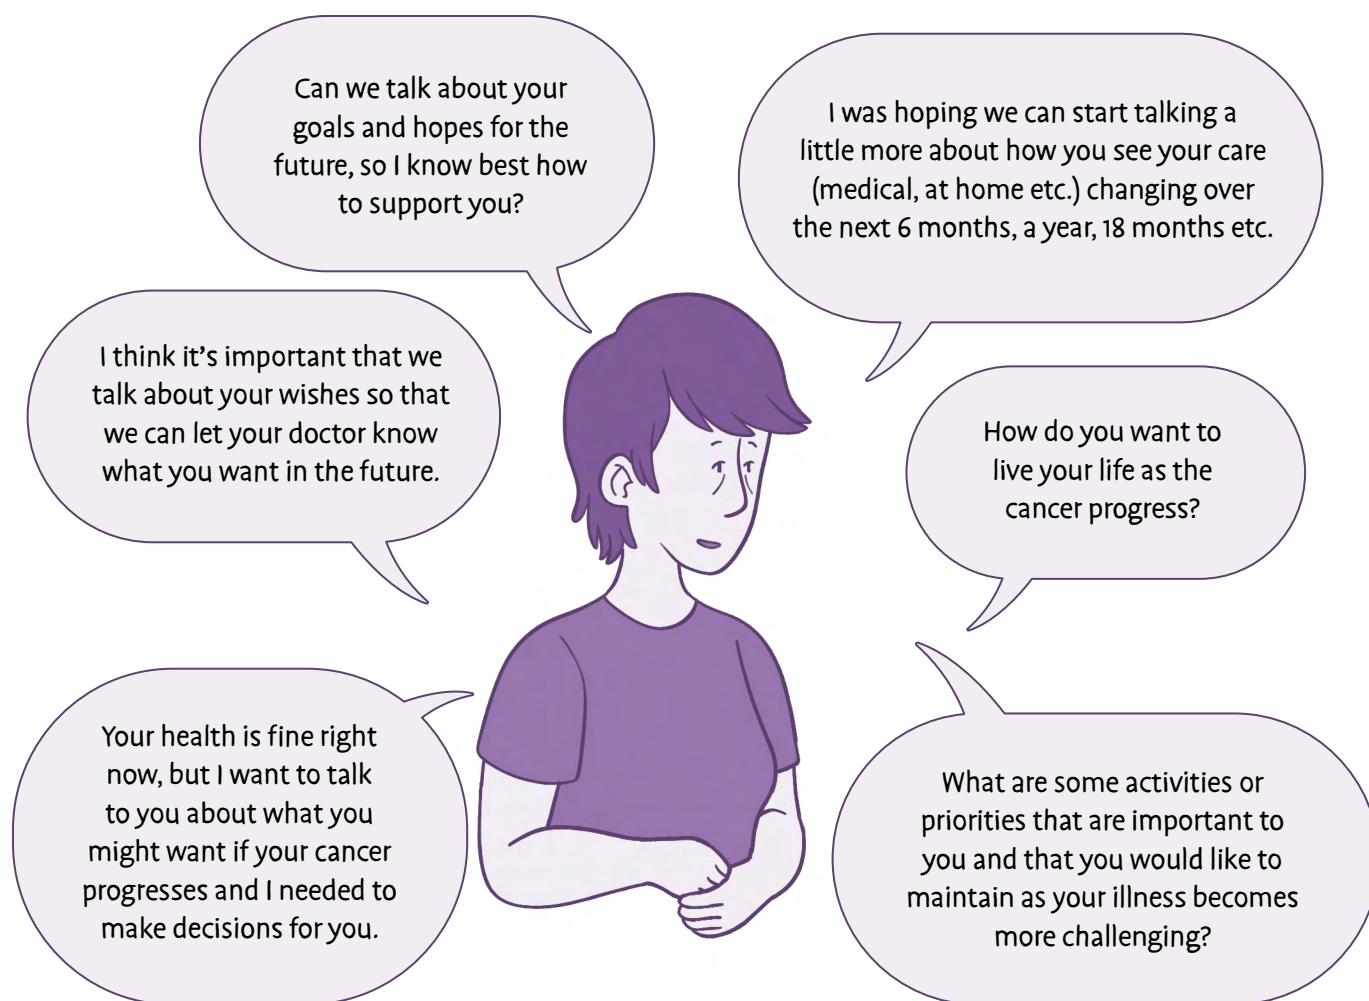 Can we talk about your
goals and hopes for the
future, so I know best how
to support you?
I was hoping we can start talking a
little more about how you see your care
(medical, at home etc.) changing over
the next 6 months, a year, 18 months etc.
I think it's important that we
talk about your wishes so that
we can let your doctor know
what you want in the future.
How do you want to
live your life as the
cancer progress?
Your health is fine right
now, but I want to talk
to you about what you
might want if your cancer
progresses and I needed to
make decisions for you.
What are some activities or
priorities that are important to
you and that you would like to
maintain as your illness becomes
more challenging?